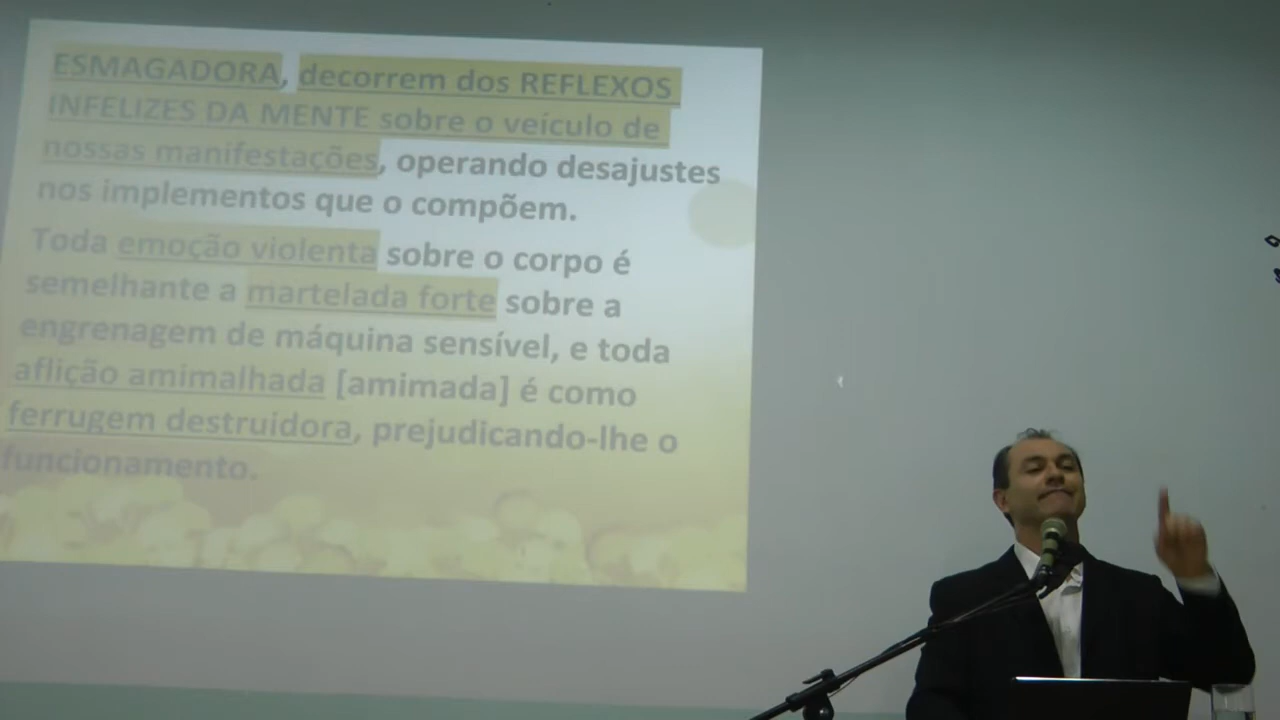 ESMAGADORA, decorrem dos REFLEXOS
INFELIZES DA MENTE sobre o veículo de
nossas manifestações, operando desajustes
nos implementos que o compõem.
Toda emoção violenta sobre o corpo é
semelhante a martelada forte sobre a
engrenagem de máquina sensível, e toda
aflição amimalhada [amimada] é como
ferrugem destruidora, prejudicando-lhe o
funcionamento.